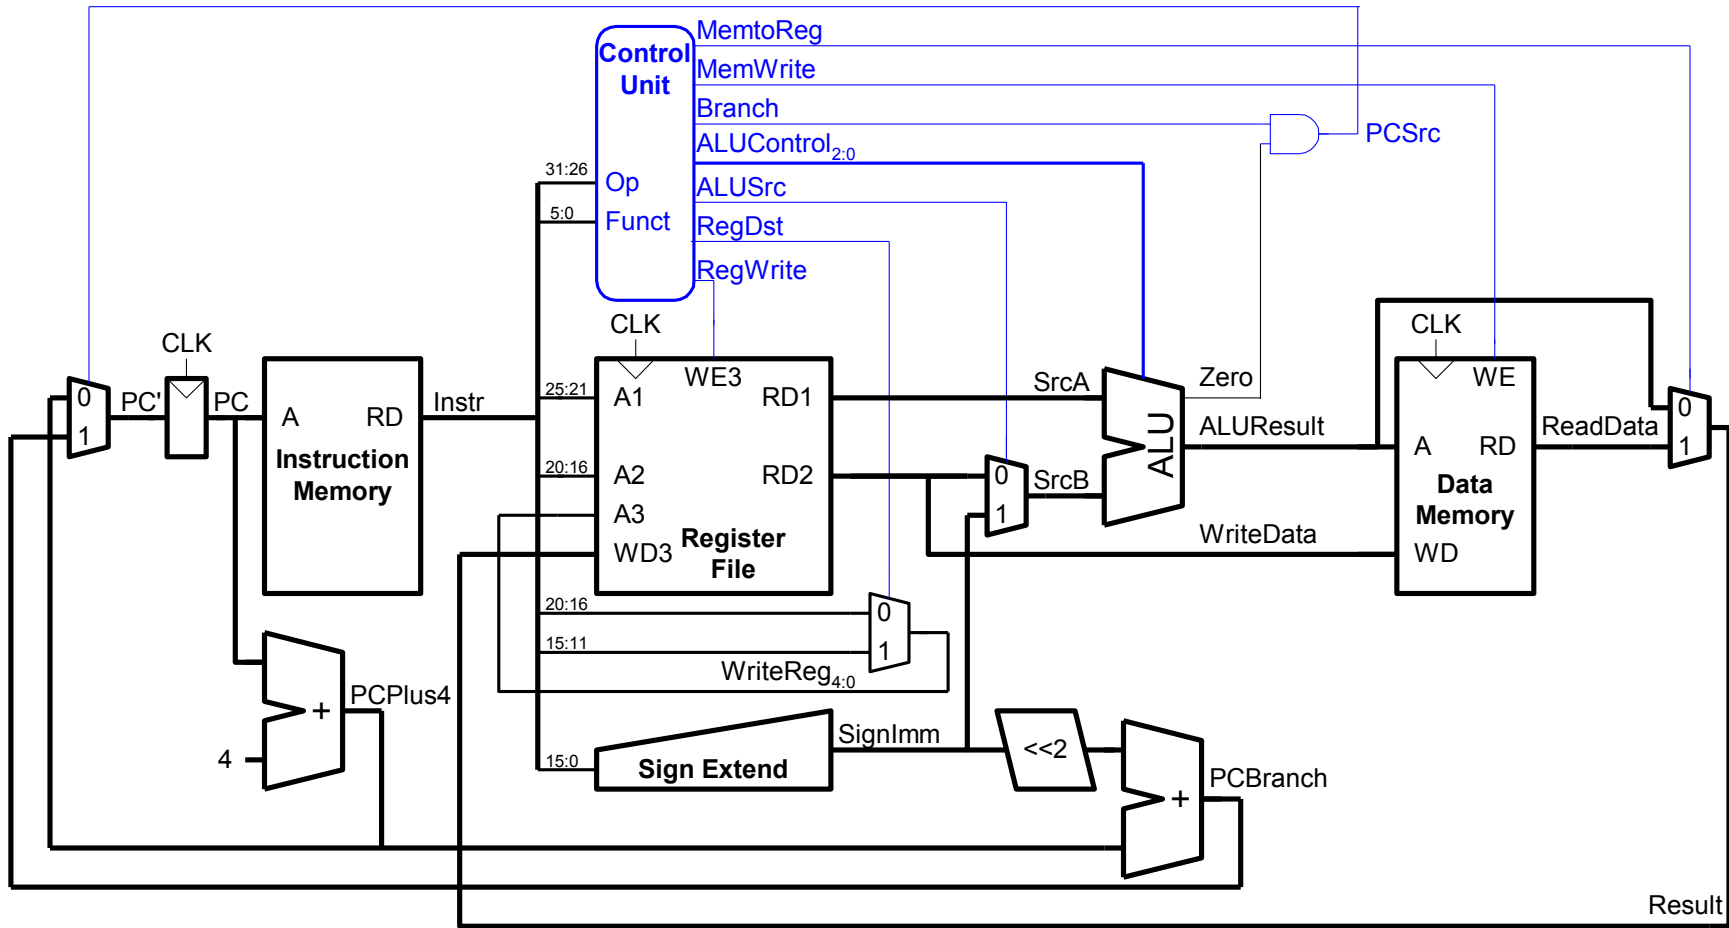 MemtoReg
Control
Unit
MemWrite
Branch
PCSrc
ALUControl2:0
31:26
Op
ALUSrc
5:0
Funct
RegDst
RegWrite
CLK
CLK
CLK
WE3
WE
0
1
PC'
PC
A
RD
Instr
Instruction
Memory
25:21
A1
RD1
SrcA
Zero
ALU
ALUResult
A
RD
ReadData
0
1
20:16
A2
RD2
0
1
SrcB
Data
Memory
A3
WD3
Register
File
WriteData
WD
20:16
0
15:11
1
WriteReg4:0
PCPlus4
+
4
SignImm
15:0
Sign Extend
<<2
+
PCBranch
Result